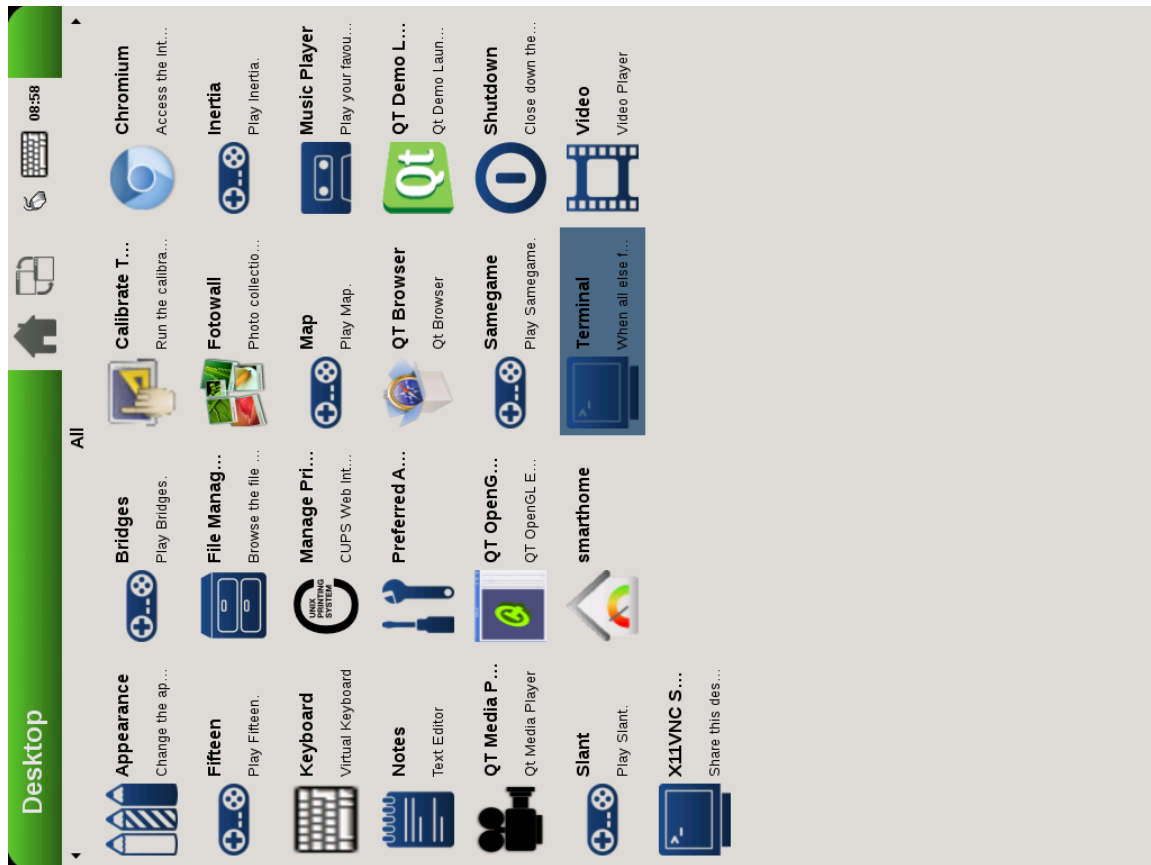 Desktop
08:58
All
Appearance
Change the ap...
Bridges
Play Bridges.
Calibrate T...
Run the calibra...
Chromium
Access the Int...
Fifteen
Play Fifteen.
File Manag...
Browse the file ...
Fotowall
Photo collectio...
Inertia
Play Inertia.
Keyboard
Virtual Keyboard
UNIX
PRINTING
SYSTEM
Manage Pri...
CUPS Web Int...
Map
Play Map.
Music Player
Play your favou...
Notes
Text Editor
Preferred A...
QT Browser
Qt Browser
Qt
QT Demo L...
Qt Demo Laun...
QT Media P...
Qt Media Player
QT OpenG...
QT OpenGL E...
Samegame
Play Samegame.
Shutdown
Close down the...
Slant
Play Slant.
smarthome
Terminal
When all else f...
Video
Video Player
X11VNC S...
Share this des...